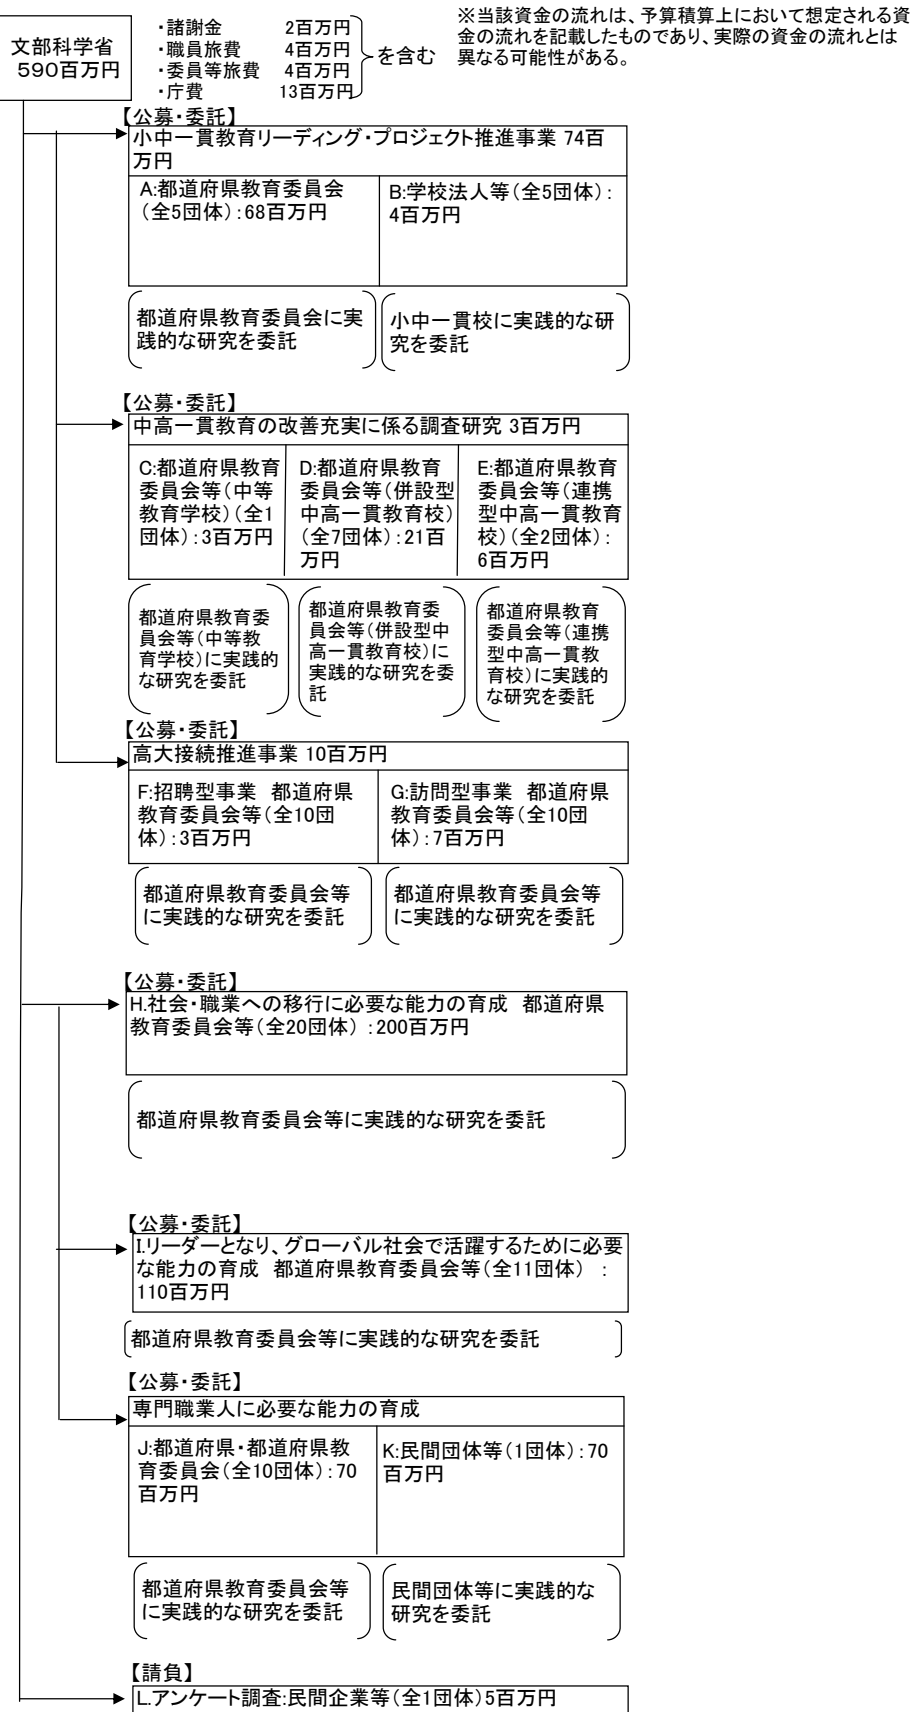 文部科学省
590百万円
・諸謝金 2百万円
・職員旅費 4百万円
・委員等旅費 4百万円
・庁費 13百万円
を含む
※当該資金の流れは、予算積算上において想定される資
金の流れを記載したものであり、実際の資金の流れとは
異なる可能性がある。
【公募・委託】
小中一貫教育リーディング・プロジェクト推進事業 74百
万円
A:都道府県教育委員会
(全5団体):68百万円
B:学校法人等(全5団体):
4百万円
都道府県教育委員会に実
践的な研究を委託
小中一貫校に実践的な研
究を委託
【公募・委託】
中高一貫教育の改善充実に係る調査研究 3百万円
C:都道府県教育
委員会等(中等
教育学校)(全1
団体):3百万円
D:都道府県教育
委員会等(併設型
中高一貫教育校)
(全7団体):21百
万円
E:都道府県教育
委員会等(連携
型中高一貫教育
校)(全2団体):
6百万円
都道府県教育委
員会等(中等教
育学校)に実践的
な研究を委託
都道府県教育委
員会等(併設型中
高一貫教育校)に
実践的な研究を委
託
都道府県教育
委員会等(連携
型中高一貫教
育校)に実践的
な研究を委託
【公募・委託】
高大接続推進事業 10百万円
F:招聘型事業 都道府県
教育委員会等(全10団
体):3百万円
G:訪問型事業 都道府県
教育委員会等(全10団
体):7百万円
都道府県教育委員会等
に実践的な研究を委託
都道府県教育委員会等
に実践的な研究を委託
【公募・委託】
H.社会・職業への移行に必要な能力の育成 都道府県
教育委員会等(全20団体) :200百万円
都道府県教育委員会等に実践的な研究を委託
【公募・委託】
I.リーダーとなり、グローバル社会で活躍するために必要
な能力の育成 都道府県教育委員会等(全11団体) :
110百万円
都道府県教育委員会等に実践的な研究を委託
【公募・委託】
専門職業人に必要な能力の育成
J:都道府県・都道府県教
育委員会(全10団体):70
百万円
K:民間団体等(1団体):70
百万円
都道府県教育委員会等
に実践的な研究を委託
民間団体等に実践的な
研究を委託
【請負】
L.アンケート調査:民間企業等(全1団体)5百万円